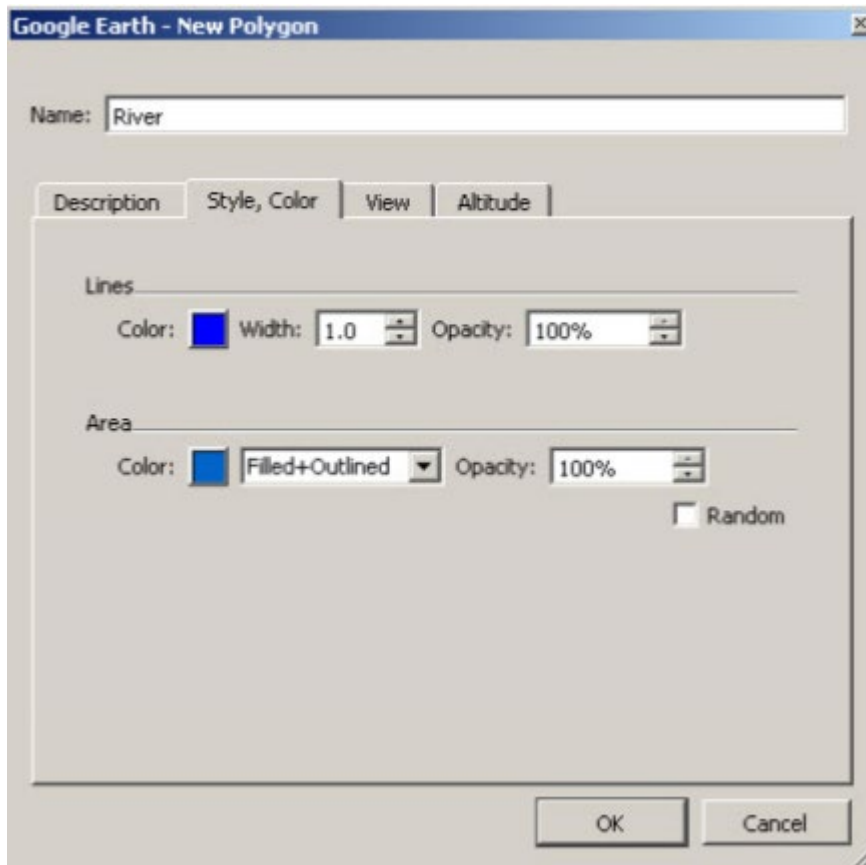 Google Earth - New Polygon
Name: River
Description Style, Color View Altitude
Lines
Color: Width: 1.0 Opacity: 100%
Area
Color: Filled+Outlined Opacity: 100%
Random
OK Cancel